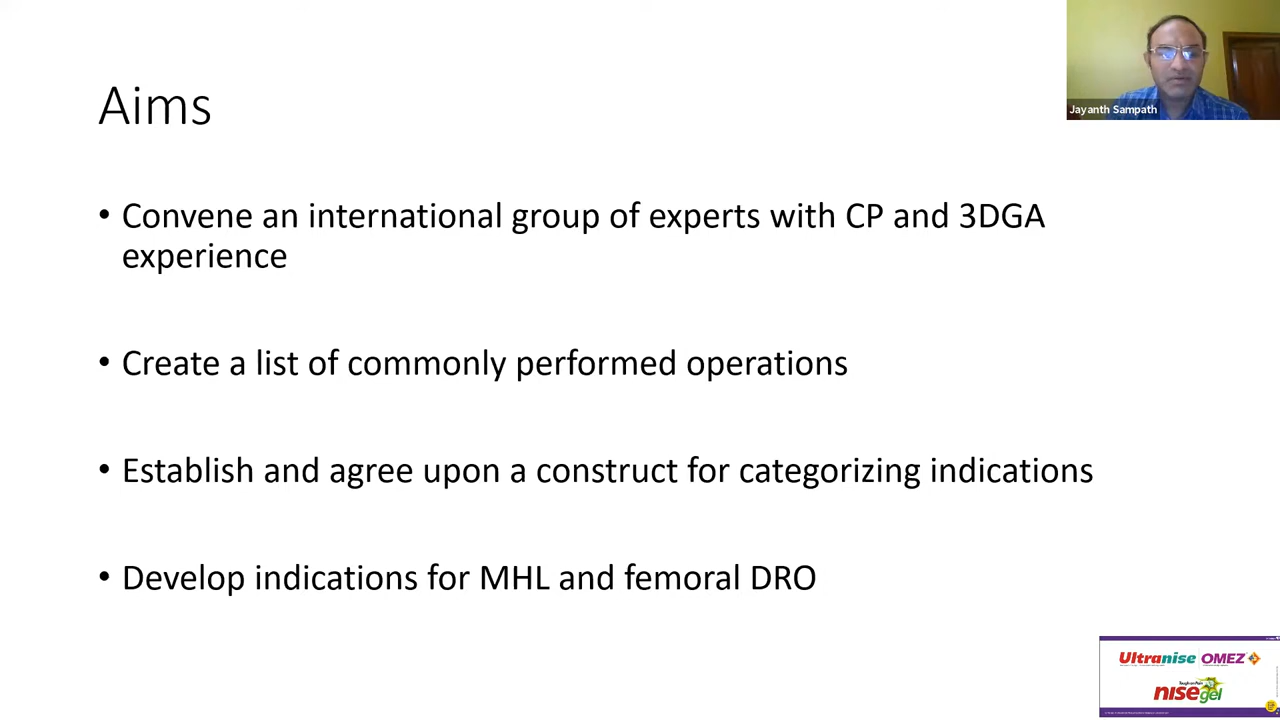 Aims
Jayanth Sampath
• Convene an international group of experts with CP and 3DGA
experience
• Create a list of commonly performed operations
• Establish and agree upon a construct for categorizing indications
• Develop indications for MHL and femoral DRO
Ultranise OMEZ
nisegel